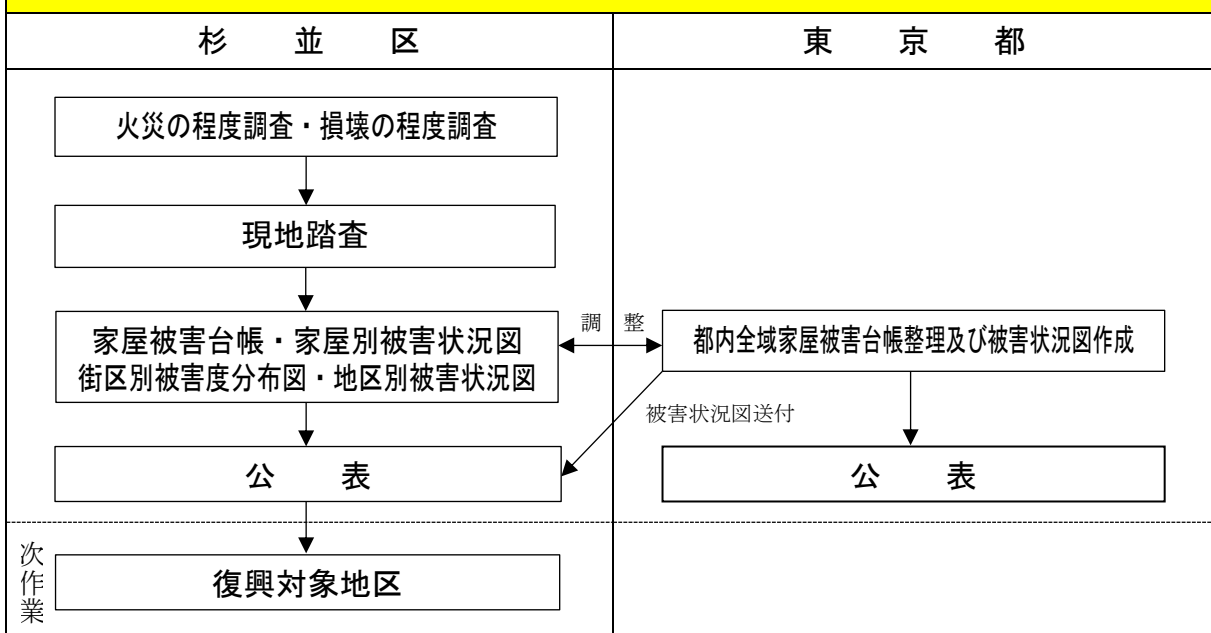 杉並区
東京都
火災の程度調査・損壊の程度調査
現地踏査
家屋被害台帳・家屋別被害状況図
街区別被害度分布図・地区別被害状況図
調整
都内全域家屋被害台帳整理及び被害状況図作成
被害状況図送付
公表
公表
次作業
復興対象地区